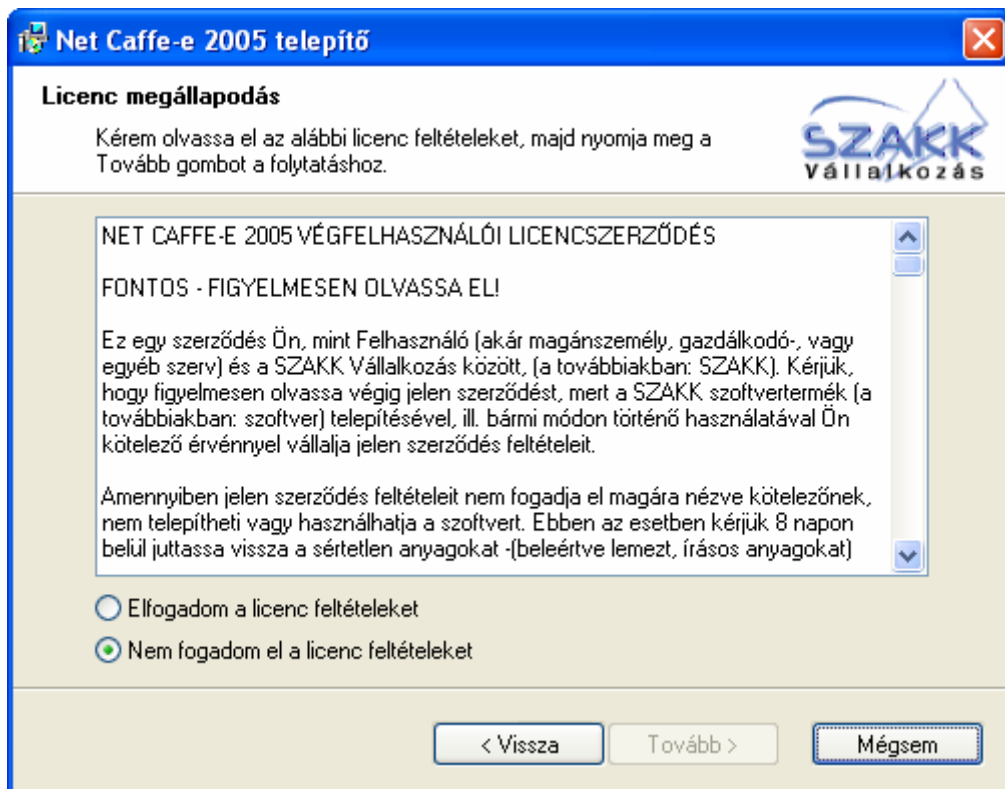 Net Caffe-e 2005 telepítő
Licenc megállapodás
Kérem olvassa el az alábbi licenc feltételeket, majd nyomja meg a
Tovább gombot a folytatáshoz.
SZAKK
Vállalkozás
NET CAFFE-E 2005 VÉGFELHASZNÁLÓI LICENCSZERZŐDÉS
FONTOS - FIGYELMESEN OLVASSA EL!
Ez egy szerződés Ön, mint Felhasználó (akár magánszemély, gazdálkodó-, vagy
egyéb szerv) és a SZAKK Vállalkozás között, (a továbbiakban: SZAKK). Kérjük,
hogy figyelmesen olvassa végig jelen szerződést, mert a SZAKK szoftvertermék (a
továbbiakban: szoftver) telepítésével, ill. bármi módon történő használatával Ön
kötelező érvénnyel vállalja jelen szerződés feltételeit.
Amennyiben jelen szerződés feltételeit nem fogadja el magára nézve kötelezőnek,
nem telepítheti vagy használhatja a szoftvert. Ebben az esetben kérjük 8 napon
belül juttassa vissza a sértetlen anyagokat -(beleértve lemezt, írásos anyagokat)
Elfogadom a licenc feltételeket
Nem fogadom el a licenc feltételeket
< Vissza
Tovább >
Mégsem